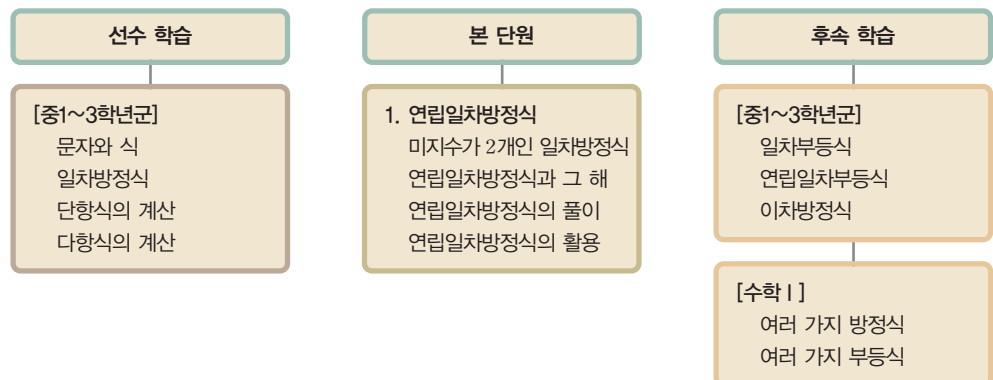 선수 학습
[중1~3학년군]
문자와 식
일차방정식
단항식의 계산
다항식의 계산
본 단원
1. 연립일차방정식
미지수가 2개인 일차방정식
연립일차방정식과 그 해
연립일차방정식의 풀이
연립일차방정식의 활용
후속 학습
[중1~3학년군]
일차부등식
연립일차부등식
이차방정식
[수학Ⅰ]
여러 가지 방정식
여러 가지 부등식